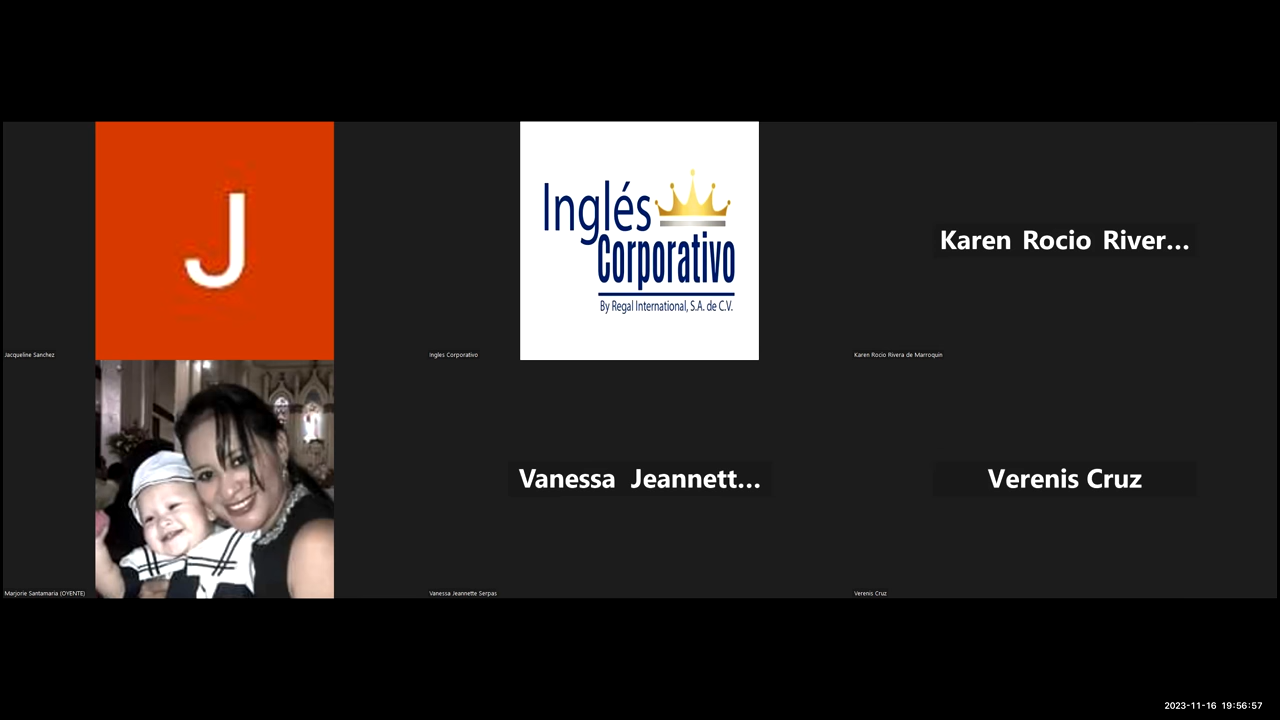 J
Inglés
Corporativo
By Regal International, S.A. de C.V.
Karen Rocio River...
Jacqueline Sanchez
Ingles Corporativo
Karen Rocio Rivera de Marroquin
Vanessa Jeannett...
Verenis Cruz
Marjorie Santamaria (OYENTE)
Vanessa Jeannette Serpas
Verenis Cruz
2023-11-16 19:56:57